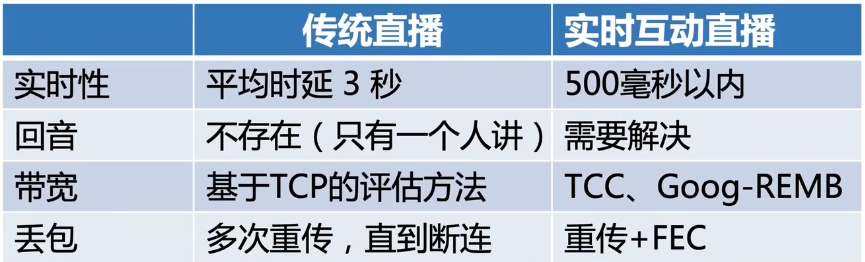 传统直播 实时互动直播
实时性 平均时延 3 秒 500毫秒以内
回音 不存在（只有一个人讲） 需要解决
带宽 基于TCP的评估方法 TCC、Goog-REMB
丢包 多次重传，直到断连 重传+FEC